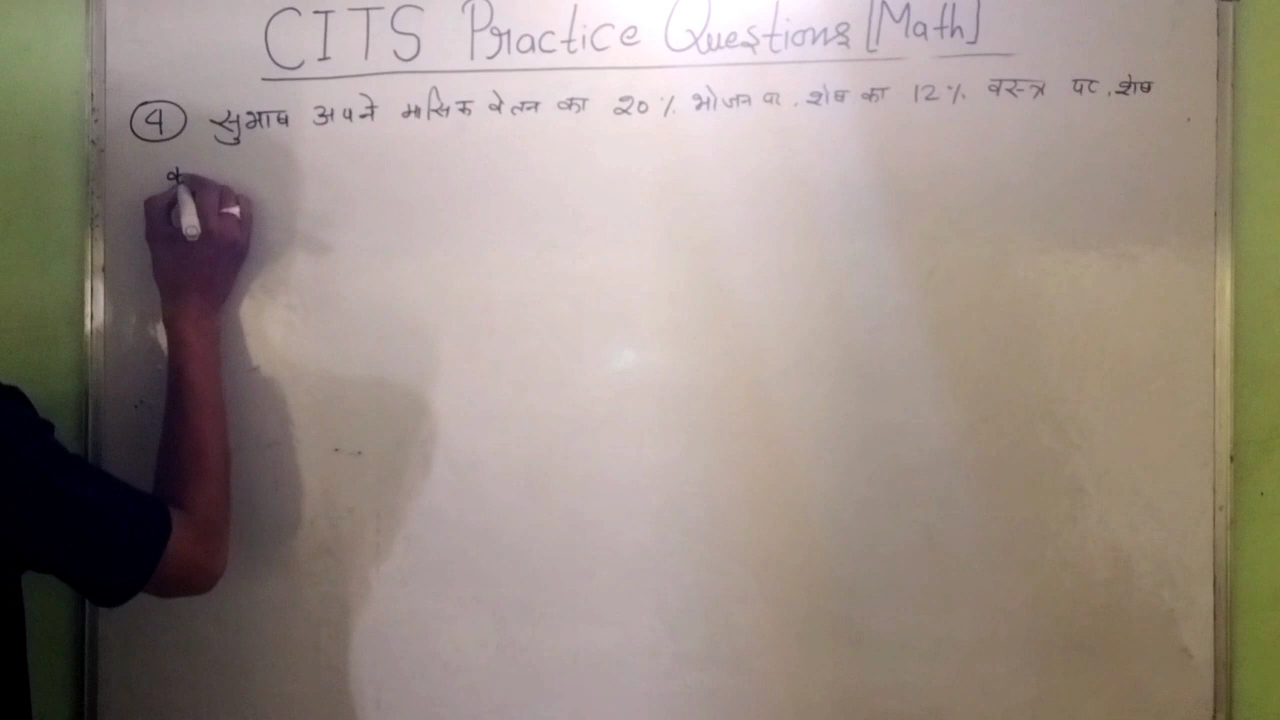 CITS Practice Questions [Math]
④ सुभाष अपने मासिक वेतन का 20% भोजन पर, शेष का 12% वस्त्र पर, शेष